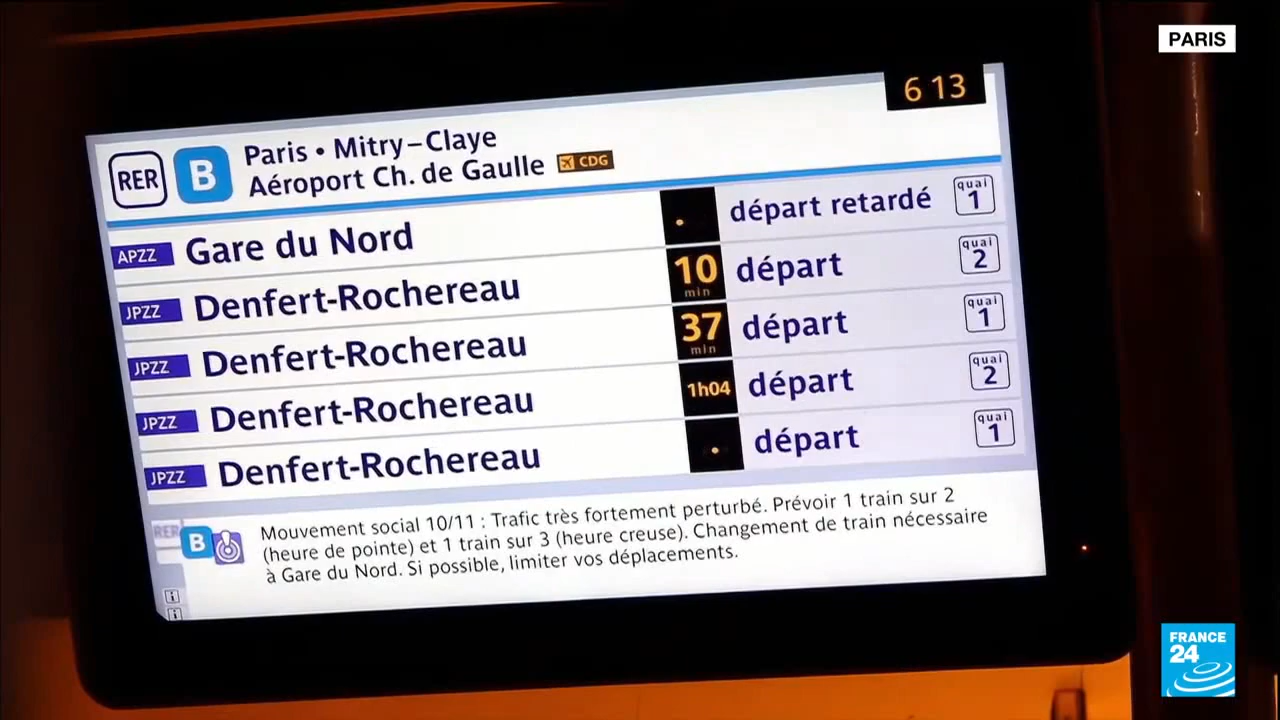 PARIS
6 13
RER B Paris • Mitry–Claye
Aéroport Ch. de Gaulle CDG
APZZ Gare du Nord départ retardé quai 1
JPZZ Denfert-Rochereau 10 min départ quai 2
JPZZ Denfert-Rochereau 37 min départ quai 1
JPZZ Denfert-Rochereau 1h04 départ quai 2
JPZZ Denfert-Rochereau départ quai 1
RER B
Mouvement social 10/11 : Trafic très fortement perturbé. Prévoir 1 train sur 2
(heure de pointe) et 1 train sur 3 (heure creuse). Changement de train nécessaire
à Gare du Nord. Si possible, limiter vos déplacements.
FRANCE
24